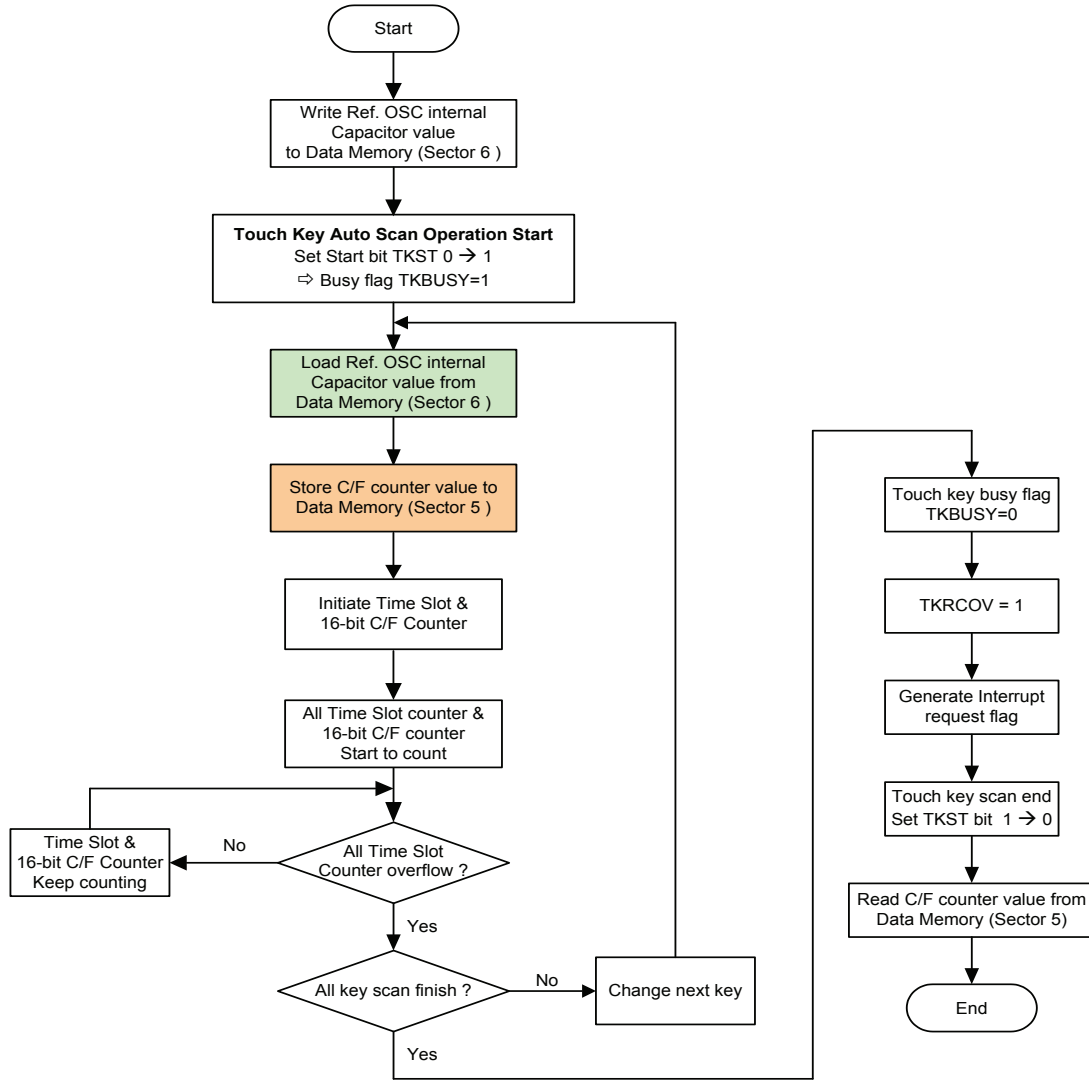 Start
Write Ref. OSC internal
Capacitor value
to Data Memory (Sector 6 )
Touch Key Auto Scan Operation Start
Set Start bit TKST 0 → 1
⇨ Busy flag TKBUSY=1
Load Ref. OSC internal
Capacitor value from
Data Memory (Sector 6 )
Store C/F counter value to
Data Memory (Sector 5 )
Initiate Time Slot &
16-bit C/F Counter
All Time Slot counter &
16-bit C/F counter
Start to count
All Time Slot
Counter overflow ?
No
Time Slot &
16-bit C/F Counter
Keep counting
Yes
All key scan finish ?
No
Change next key
Yes
Touch key busy flag
TKBUSY=0
TKRCOV = 1
Generate Interrupt
request flag
Touch key scan end
Set TKST bit 1 → 0
Read C/F counter value from
Data Memory (Sector 5)
End